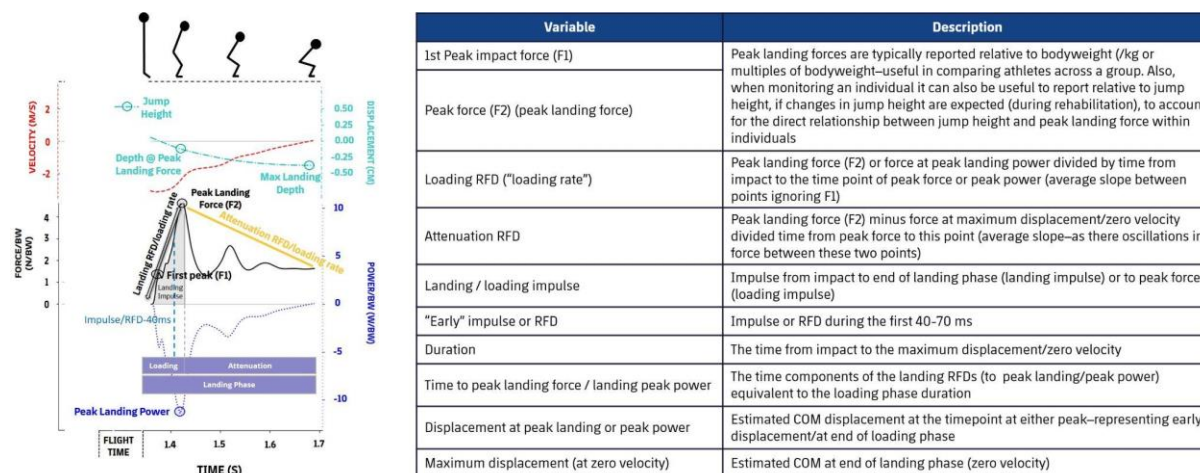 VELOCITY (M/S)
2
0
-2
Jump
Height
Depth @ Peak
Landing Force
Max Landing
Depth
0.50
0.25
0.00
-0.25
-0.50
DISPLACEMENT (CM)
FORCE/BW
(N/BW)
4
3
2
1
0
Landing RFD/loading rate
Peak Landing
Force (F2)
Attenuation RFD/loading rate
First peak (F1)
Landing
Impulse
Impulse/RFD-40ms
10
5
0
-5
-10
POWER/BW (W/BW)
Loading
Attenuation
Landing Phase
Peak Landing Power
FLIGHT
TIME
1.4
1.5
1.6
1.7
TIME (S)
Variable
Description
1st Peak impact force (F1)
Peak force (F2) (peak landing force)
Peak landing forces are typically reported relative to bodyweight (/kg or
multiples of bodyweight–useful in comparing athletes across a group. Also,
when monitoring an individual it can also be useful to report relative to jump
height, if changes in jump height are expected (during rehabilitation), to accoun
for the direct relationship between jump height and peak landing force within
individuals
Loading RFD ("loading rate")
Peak landing force (F2) or force at peak landing power divided by time from
impact to the time point of peak force or peak power (average slope between
points ignoring F1)
Attenuation RFD
Peak landing force (F2) minus force at maximum displacement/zero velocity
divided time from peak force to this point (average slope–as there oscillations in
force between these two points)
Landing / loading impulse
Impulse from impact to end of landing phase (landing impulse) or to peak force
(loading impulse)
"Early" impulse or RFD
Impulse or RFD during the first 40-70 ms
Duration
The time from impact to the maximum displacement/zero velocity
Time to peak landing force / landing peak power
The time components of the landing RFDs (to peak landing/peak power)
equivalent to the loading phase duration
Displacement at peak landing or peak power
Estimated COM displacement at the timepoint at either peak–representing early
displacement/at end of loading phase
Maximum displacement (at zero velocity)
Estimated COM at end of landing phase (zero velocity)